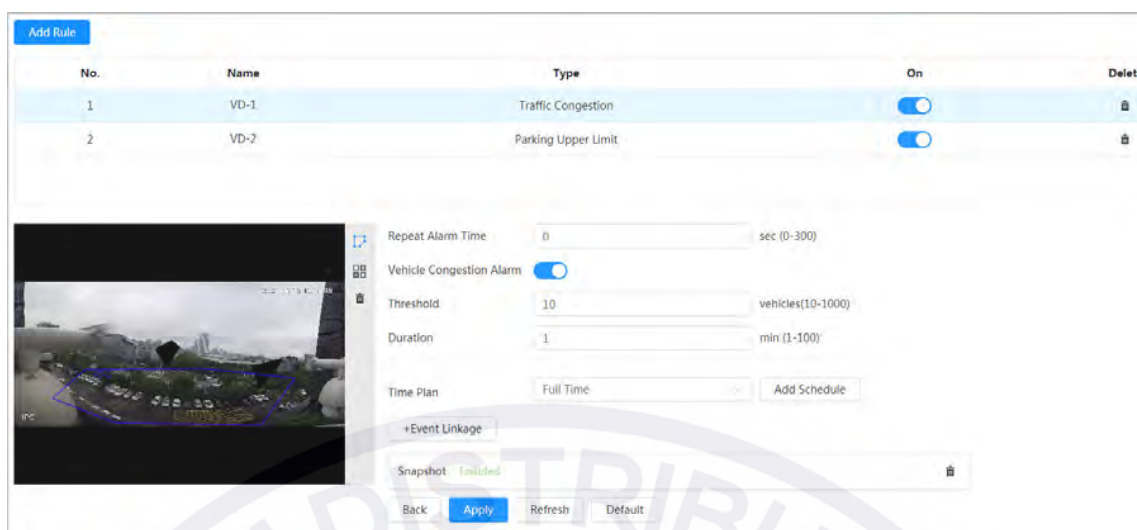 Add Rule
No. Name Type On Delet
1 VD-1 Traffic Congestion
2 VD-2 Parking Upper Limit
Repeat Alarm Time 0 sec (0-300)
Vehicle Congestion Alarm
Threshold 10 vehicles(10-1000)
Duration 1 min (1-100)
Time Plan Full Time Add Schedule
IPC
+Event Linkage
Snapshot Enabled
Back Apply Refresh Default
DISTRIBU